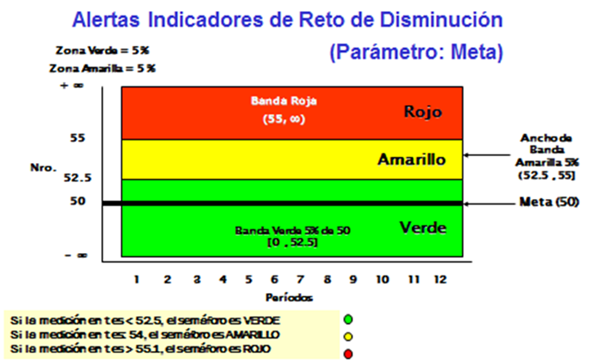 Alertas Indicadores de Reto de Disminución
(Parámetro: Meta)
Zona Verde = 5 %
Zona Amarilla = 5 %
+ ∞
Banda Roja
(55, ∞)
Rojo
55
Amarillo
Ancho de
Banda
Amarilla 5%
(52.5 , 55]
Nro.
52.5
50
Meta (50)
Banda Verde 5% de 50
[0 , 52.5]
Verde
- ∞
1 2 3 4 5 6 7 8 9 10 11 12
Períodos
Si la medición en t es < 52.5, el semáforo es VERDE
Si la medición en t es: 54, el semáforo es AMARILLO
Si la medición en t es > 55.1, el semáforo es ROJO